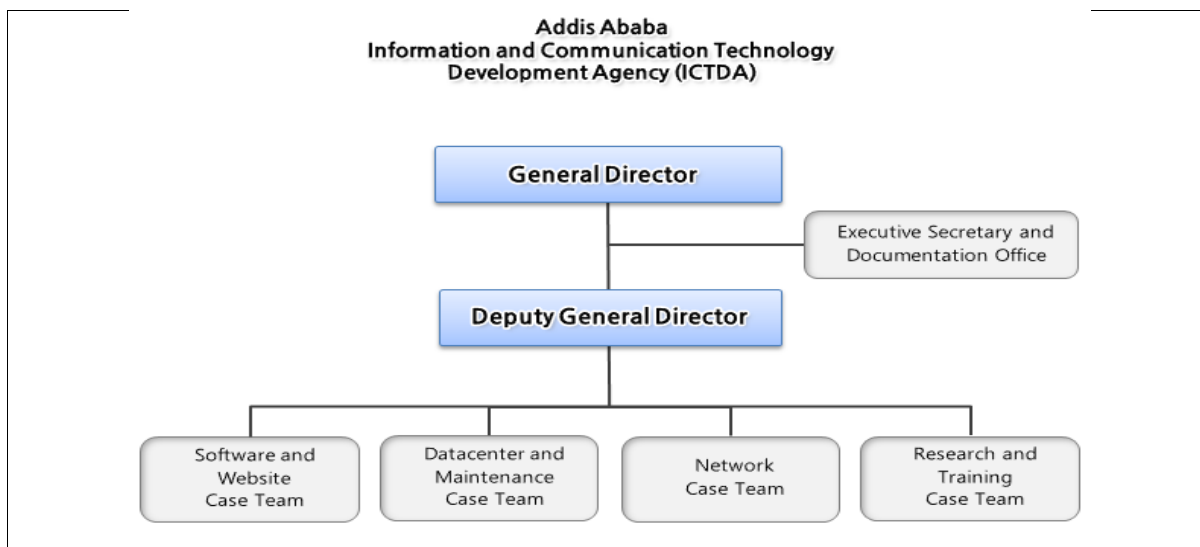 Addis Ababa
Information and Communication Technology
Development Agency (ICTDA)
General Director
Executive Secretary and
Documentation Office
Deputy General Director
Software and
Website
Case Team
Datacenter and
Maintenance
Case Team
Network
Case Team
Research and
Training
Case Team